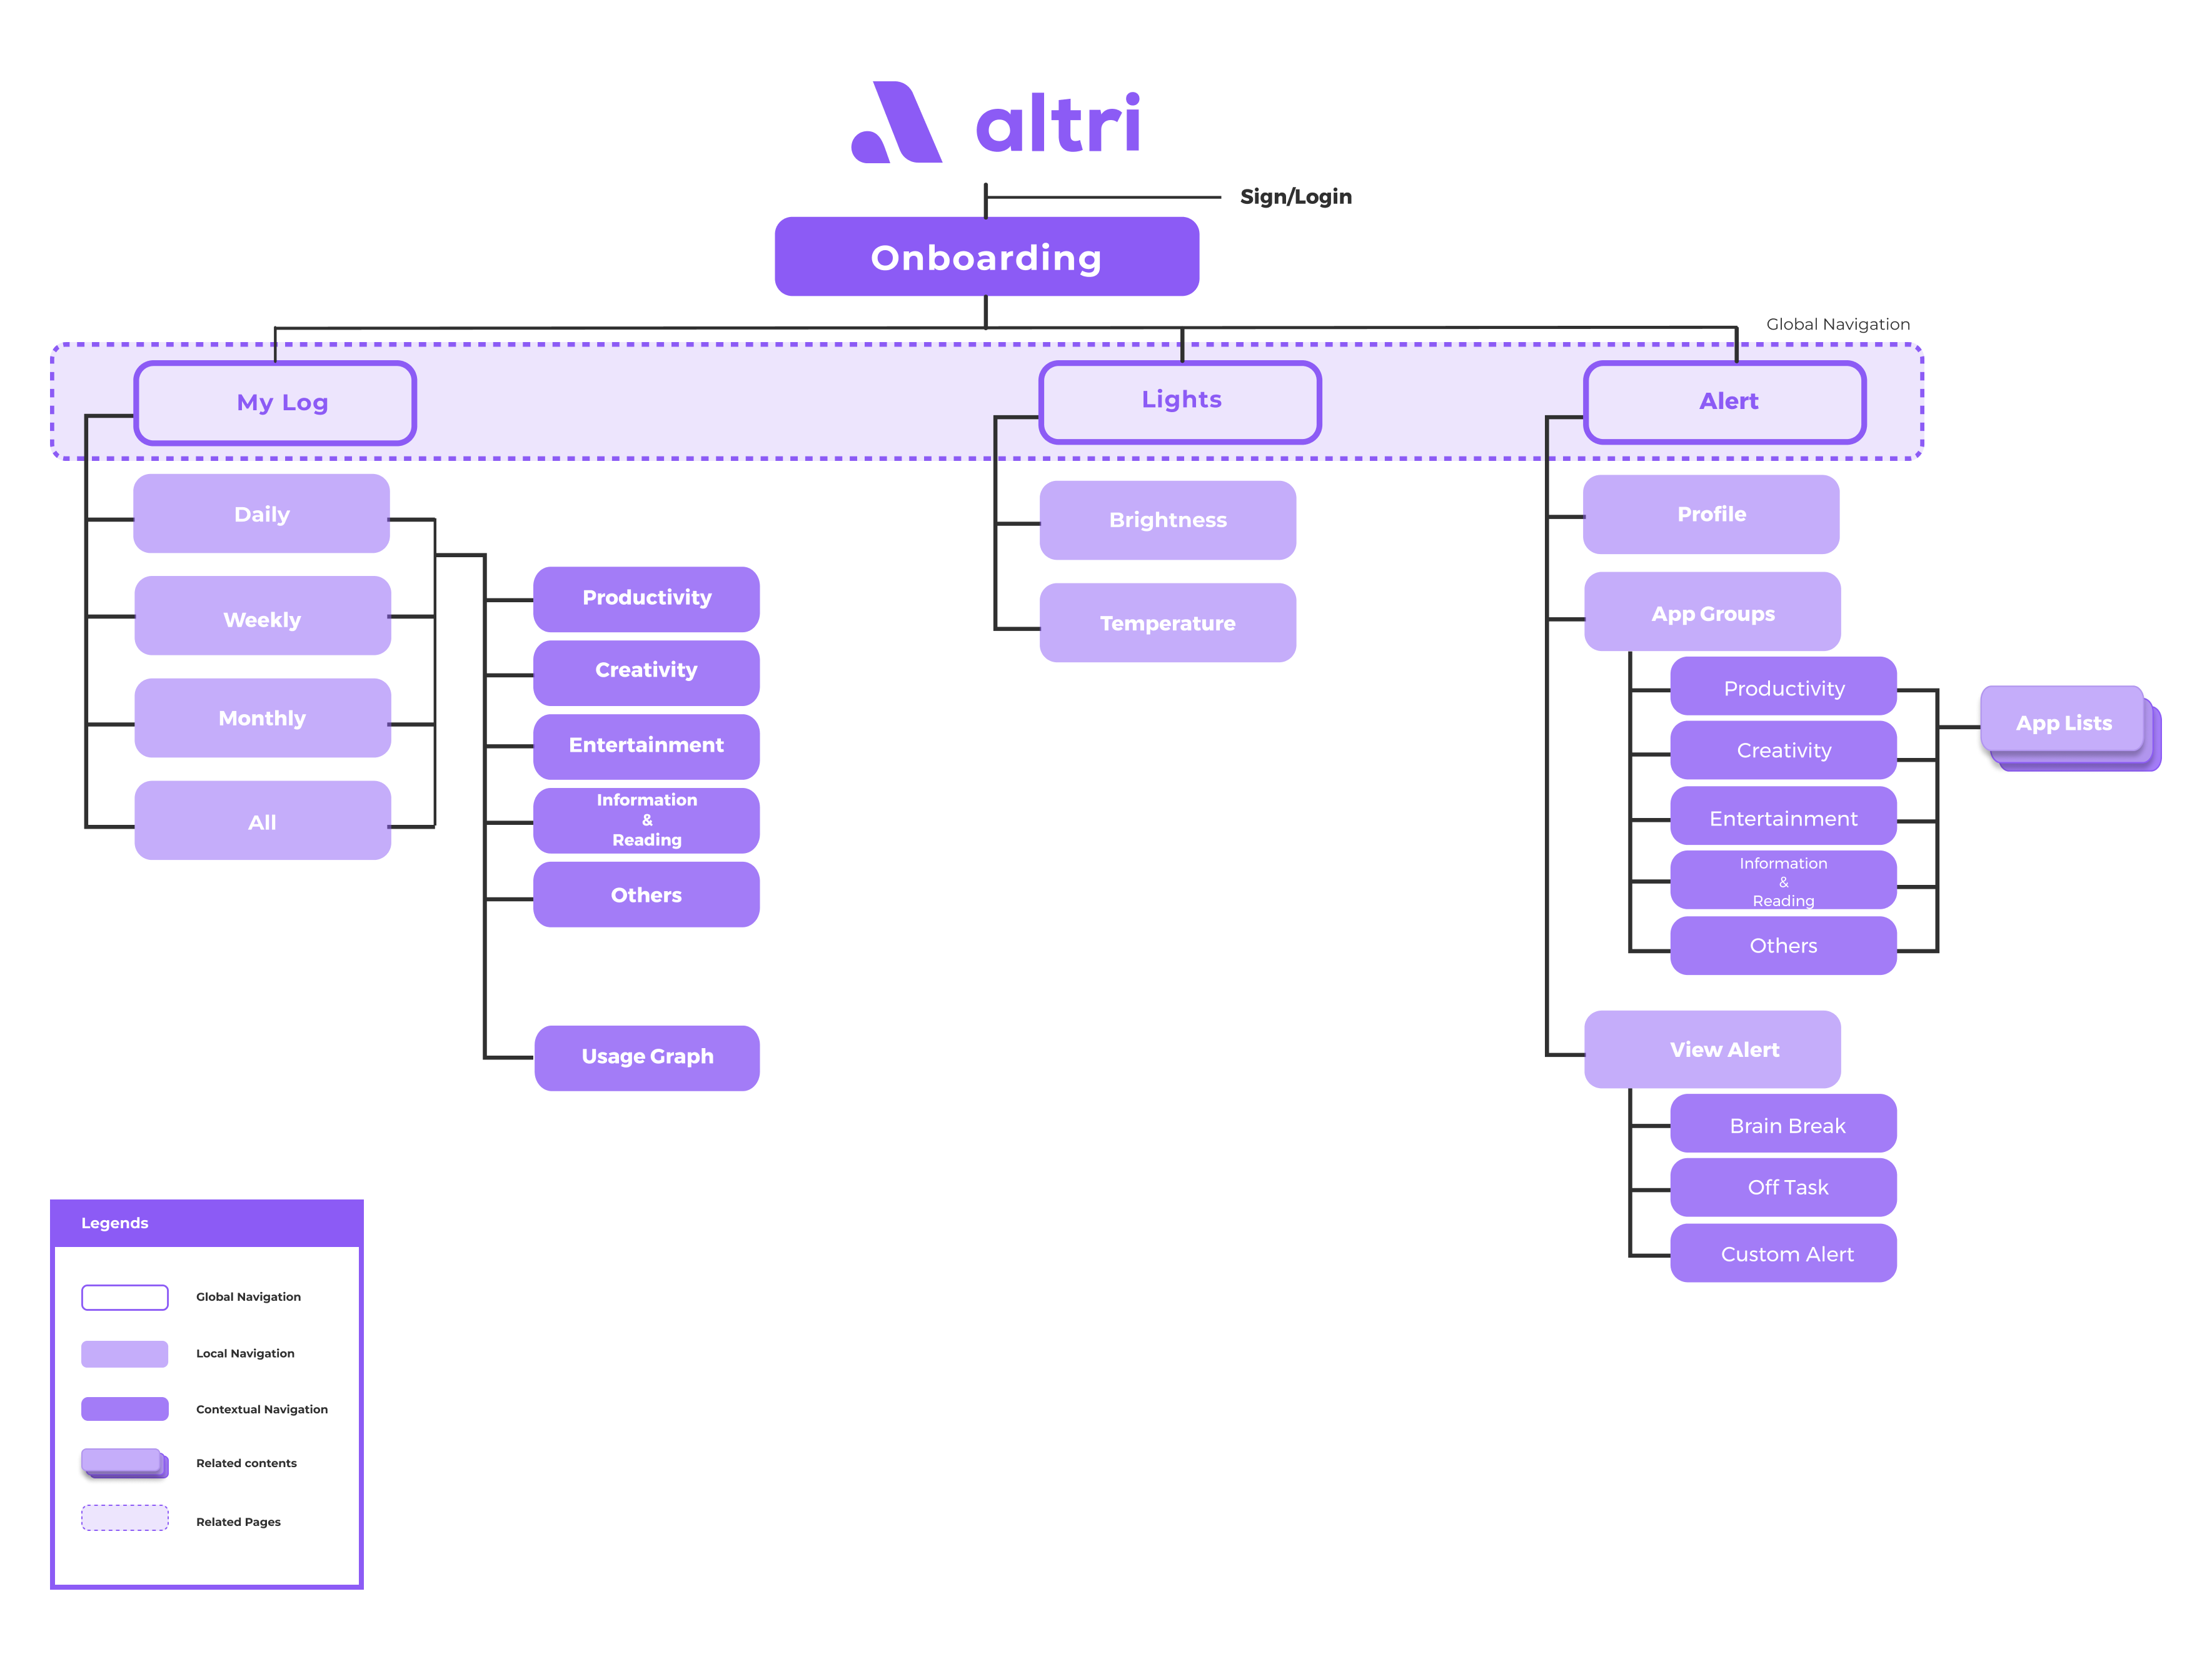 altri
Sign/Login
Onboarding
Global Navigation
My Log
Lights
Alert
Daily
Weekly
Monthly
All
Productivity
Creativity
Entertainment
Information
&
Reading
Others
Usage Graph
Brightness
Temperature
Profile
App Groups
Productivity
Creativity
Entertainment
Information
&
Reading
Others
App Lists
View Alert
Brain Break
Off Task
Custom Alert
Legends
Global Navigation
Local Navigation
Contextual Navigation
Related contents
Related Pages